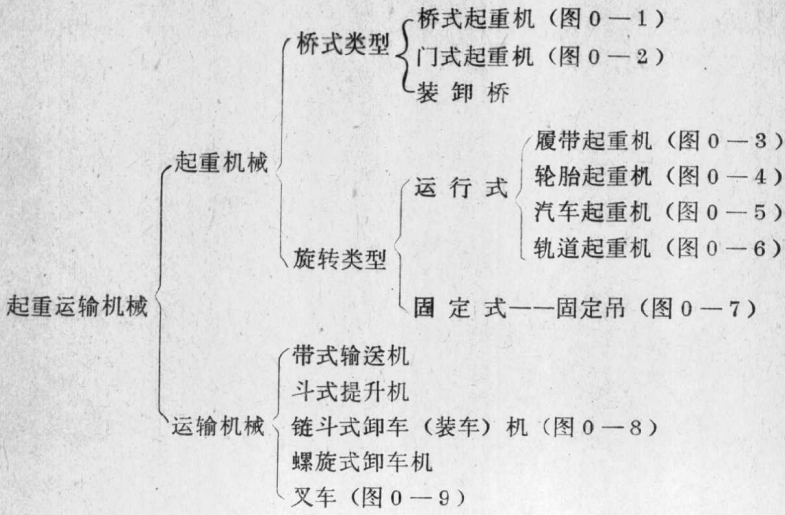 桥式起重机（图0—1）
桥式类型
门式起重机（图0—2）
装卸桥
履带起重机（图0—3）
起重机械
轮胎起重机（图0—4）
运行式
汽车起重机（图0—5）
轨道起重机（图0—6）
旋转类型
起重运输机械
固定式——固定吊（图0—7）
带式输送机
斗式提升机
运输机械
链斗式卸车（装车）机（图0—8）
螺旋式卸车机
叉车（图0—9）